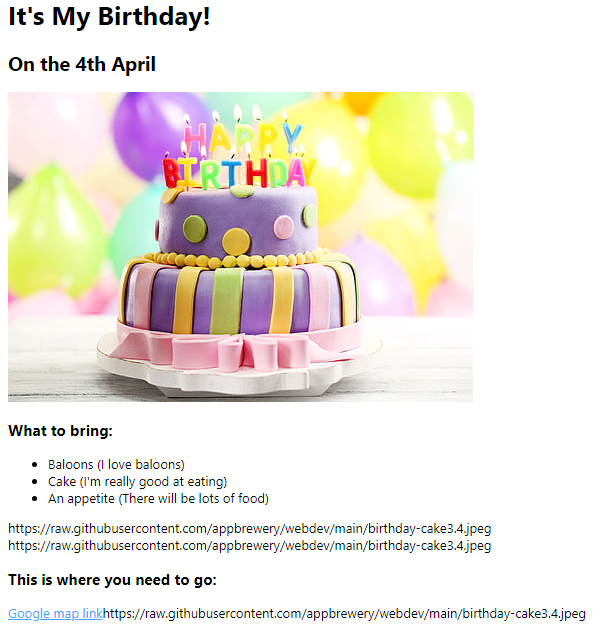 It's My Birthday!
On the 4th April
HAPPY
BIRTHDAY
What to bring:
Baloons (I love baloons)
Cake (I'm really good at eating)
An appetite (There will be lots of food)
https://raw.githubusercontent.com/appbrewery/webdev/main/birthday-cake3.4.jpeg
https://raw.githubusercontent.com/appbrewery/webdev/main/birthday-cake3.4.jpeg
This is where you need to go:
Google map linkhttps://raw.githubusercontent.com/appbrewery/webdev/main/birthday-cake3.4.jpeg